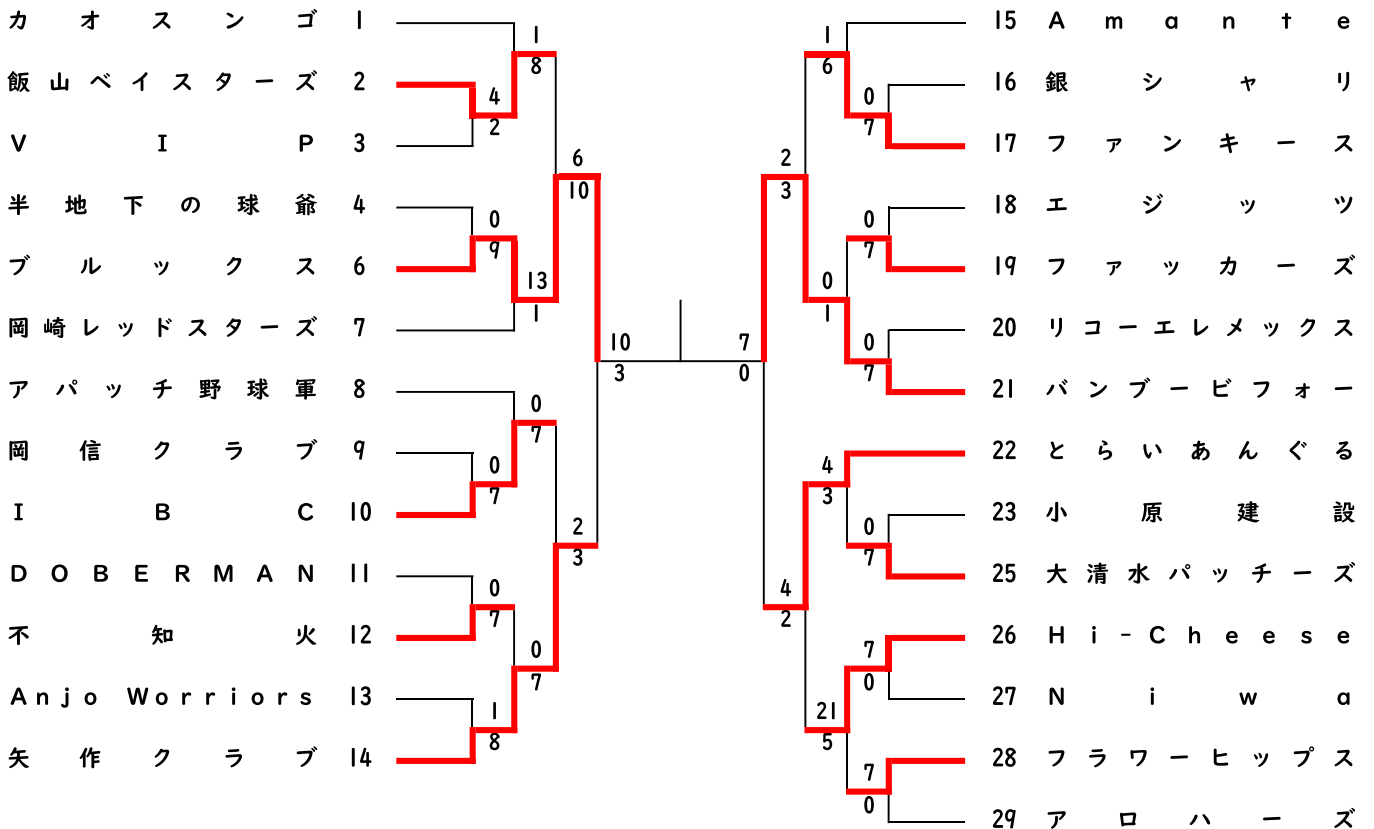 カオスンゴ 1
飯山ベイスターズ 2
VIP 3
半地下の球爺 4
ブルックス 6
岡崎レッドスターズ 7
アパッチ野球軍 8
岡信クラブ 9
IBC 10
DOBERMAN 11
不知火 12
Anjo Worriors 13
矢作クラブ 14
1
8
4
2
6
10
0
9
13
1
10
3
0
7
0
7
2
3
0
7
0
7
1
8
1
6
0
7
2
3
0
7
0
1
0
7
7
0
4
3
0
7
4
2
7
0
21
5
7
0
15 Amante
16 銀シャリ
17 ファンキース
18 エジッツ
19 ファッカーズ
20 リコーエレメックス
21 バンブービフォー
22 とらいあんぐる
23 小原建設
25 大清水パッチーズ
26 Hi-Cheese
27 Niwa
28 フラワーヒップス
29 アロハーズ